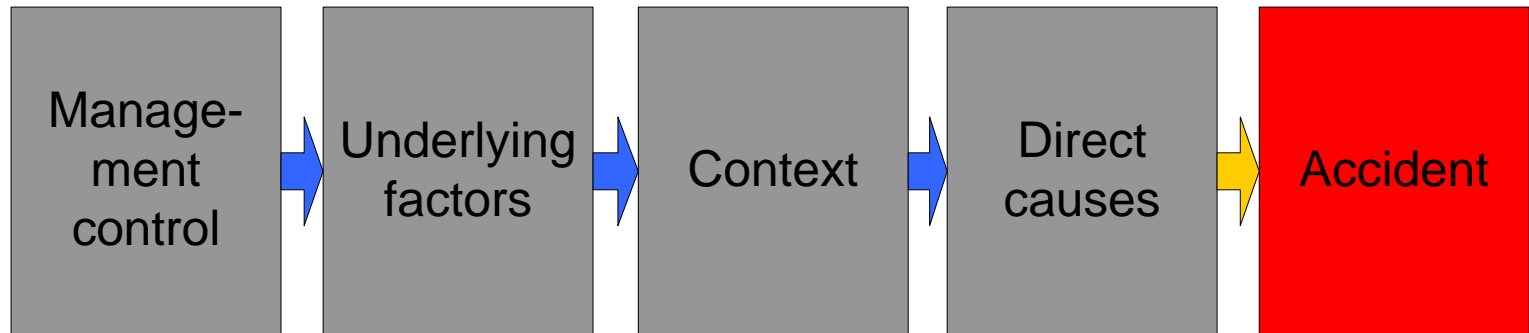 Manage-
ment
control
Underlying
factors
Context
Direct
causes
Accident